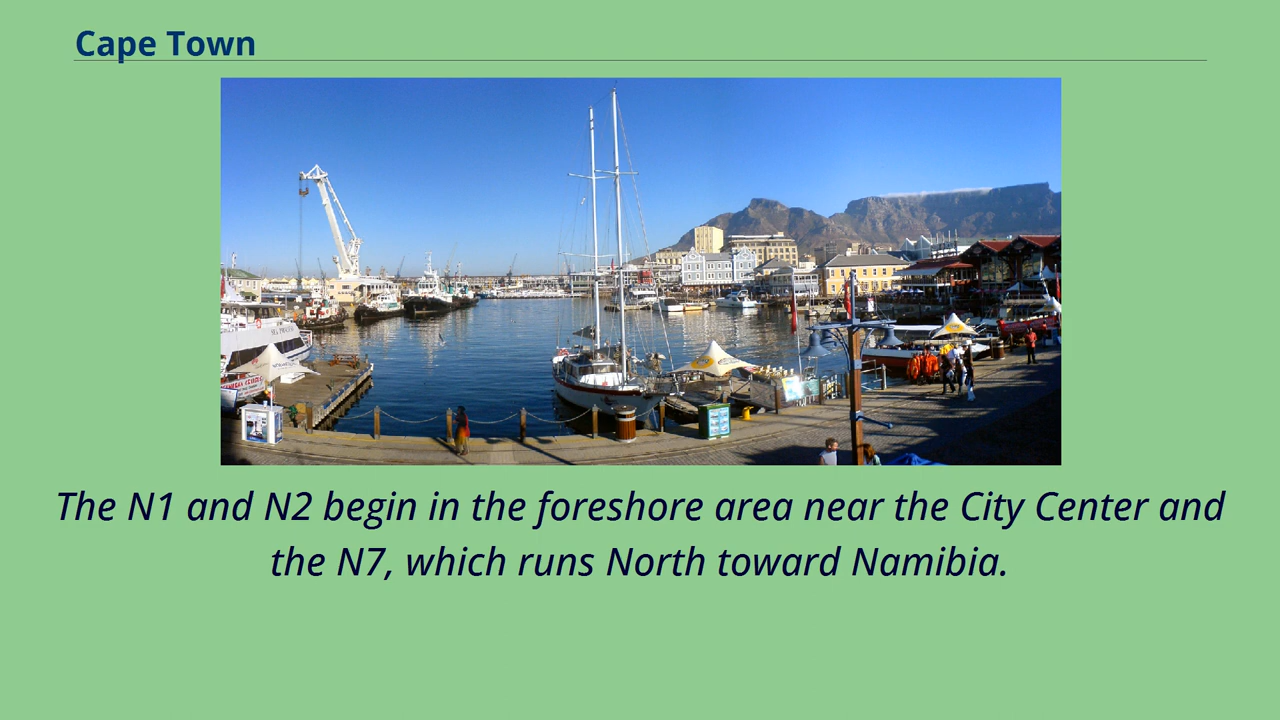 Cape Town
The N1 and N2 begin in the foreshore area near the City Center and
the N7, which runs North toward Namibia.